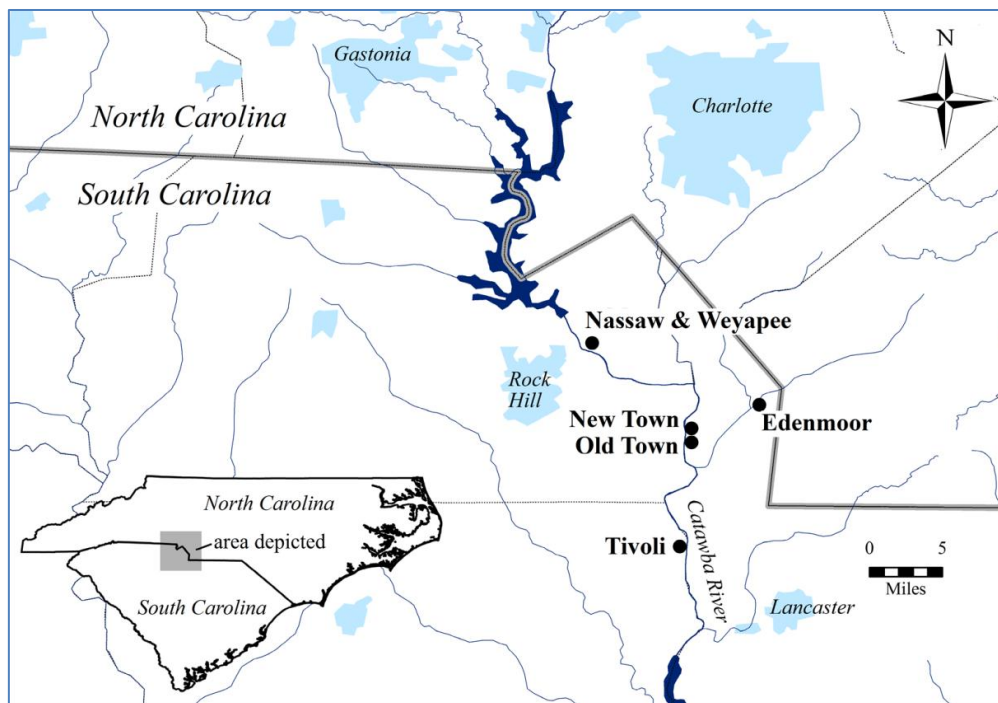 Gastonia
N
Charlotte
North Carolina
South Carolina
Nassaw & Weyapee
Rock
Hill
New Town
Old Town
Edenmoor
North Carolina
area depicted
South Carolina
Catawba River
Tivoli
0 5
Miles
Lancaster